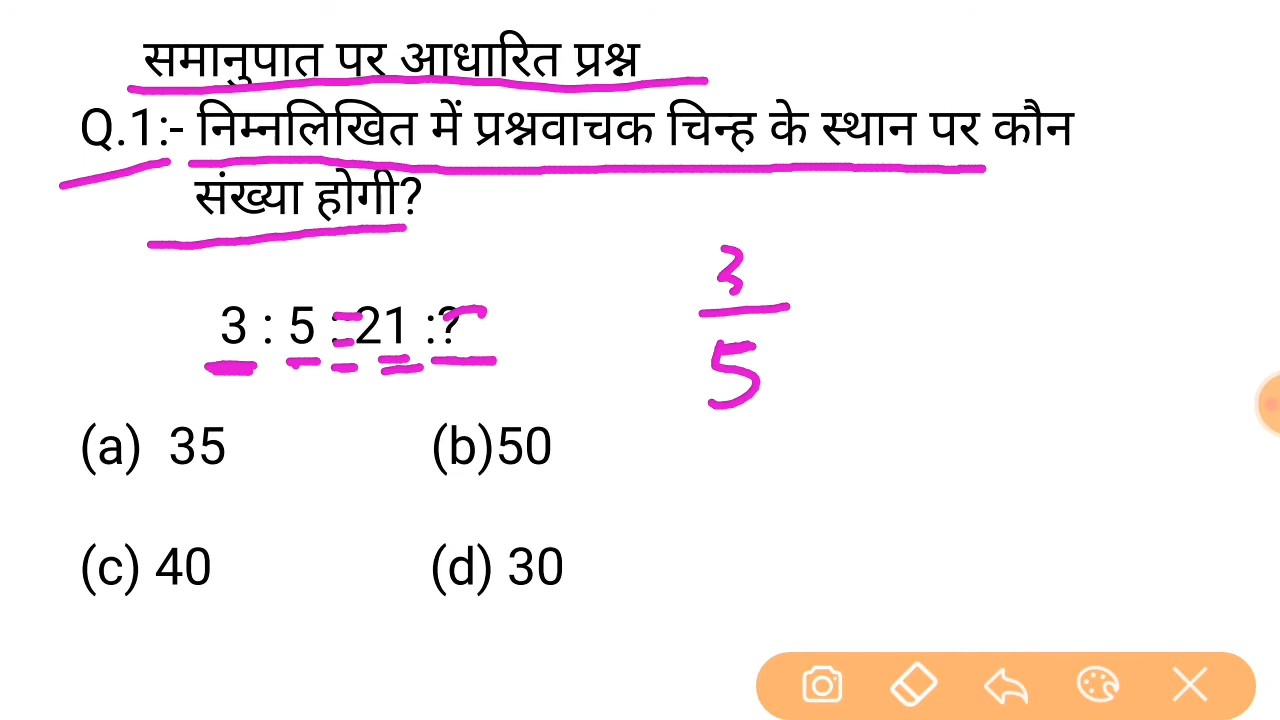 समानुपात पर आधारित प्रश्न
Q.1:- निम्नलिखित में प्रश्नवाचक चिन्ह के स्थान पर कौन
संख्या होगी?
3 : 5 :: 21 :?
3
5
(a) 35 (b)50
(c) 40 (d) 30